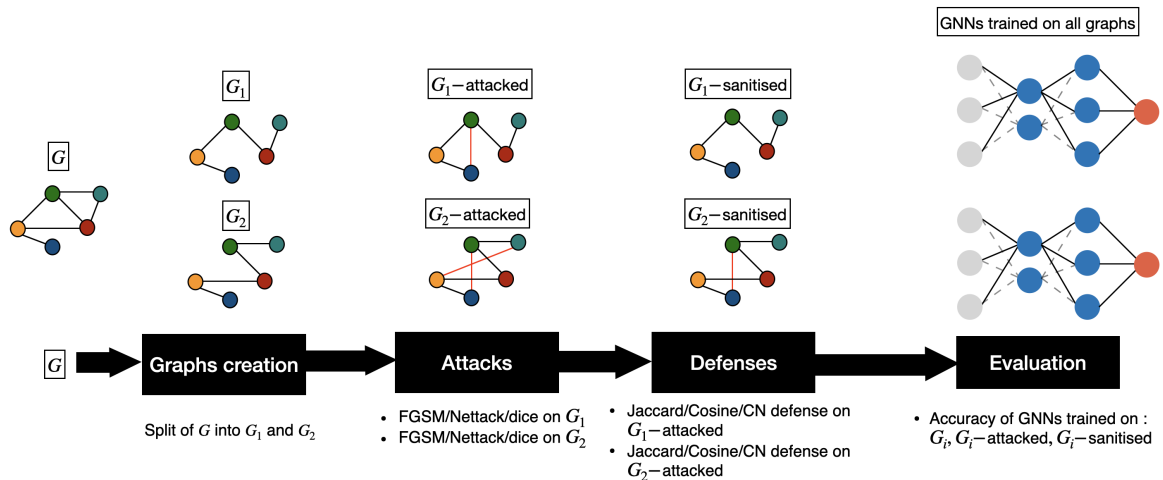 GNNs trained on all graphs
G₁
G₁−attacked
G₁−sanitised
G
G₂
G₂−attacked
G₂−sanitised
G
Graphs creation
Attacks
Defenses
Evaluation
Split of G into G₁ and G₂
• FGSM/Nettack/dice on G₁
• FGSM/Nettack/dice on G₂
• Jaccard/Cosine/CN defense on
G₁−attacked
• Jaccard/Cosine/CN defense on
G₂−attacked
• Accuracy of GNNs trained on :
Gᵢ, Gᵢ−attacked, Gᵢ−sanitised